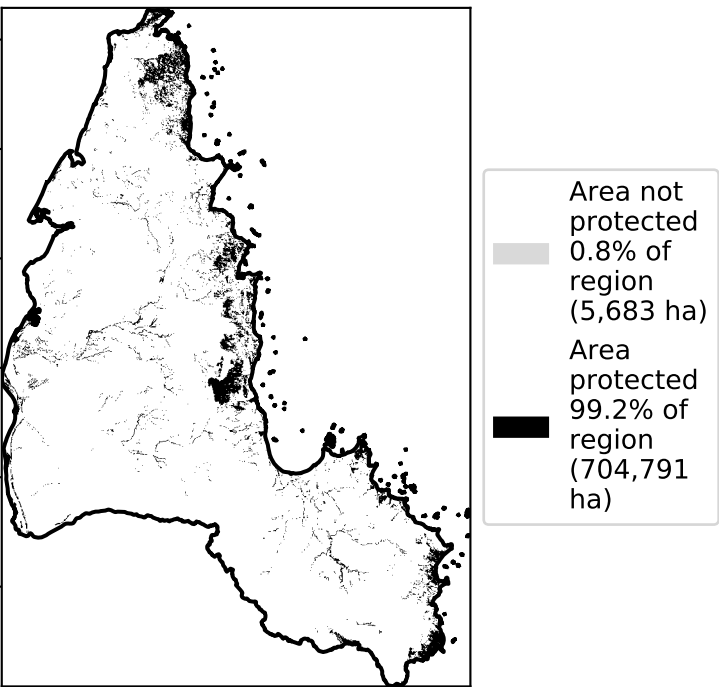 Area not
protected
0.8% of
region
(5,683 ha)
Area
protected
99.2% of
region
(704,791
ha)